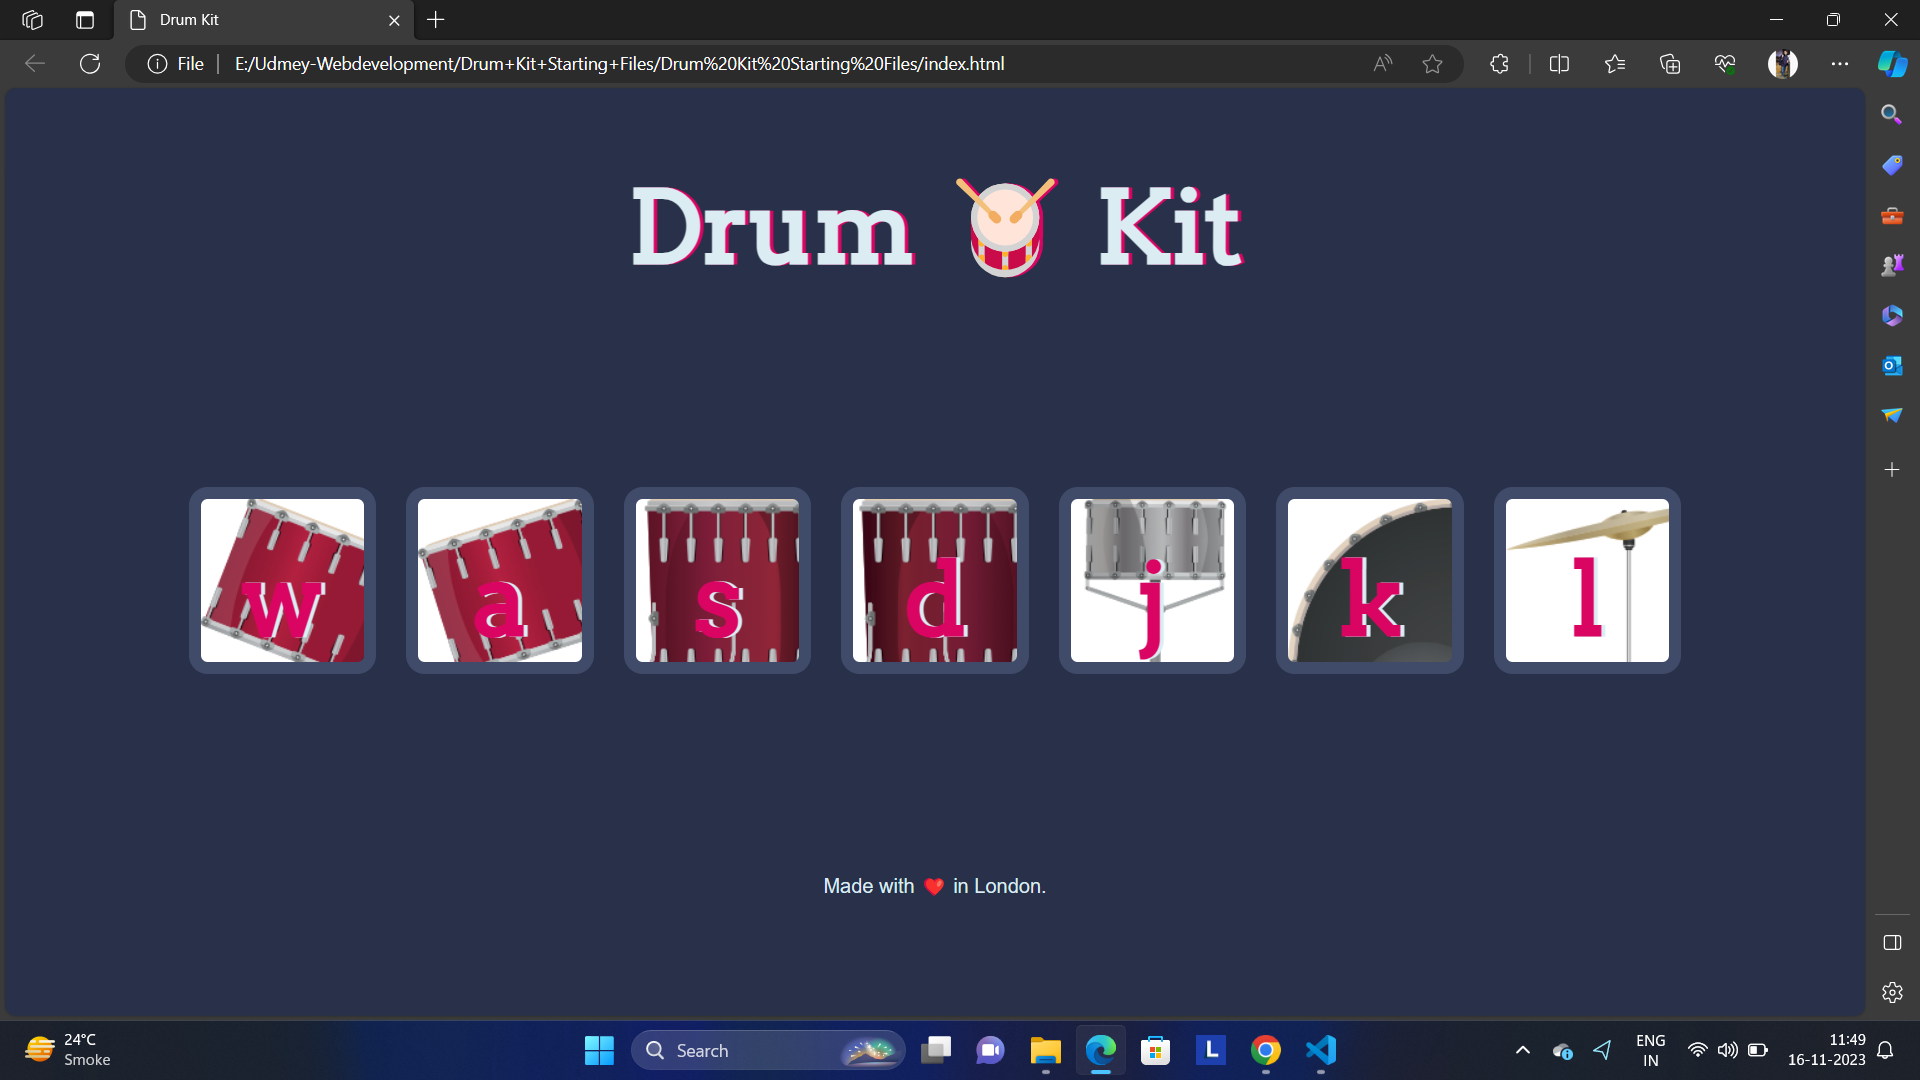 Drum Kit
File
E:/Udmey-Webdevelopment/Drum+Kit+Starting+Files/Drum%20Kit%20Starting%20Files/index.html
Drum Kit
w a s d j k l
Made with ❤️ in London.
24°C
Smoke
Search
L
ENG
IN
11:49
16-11-2023